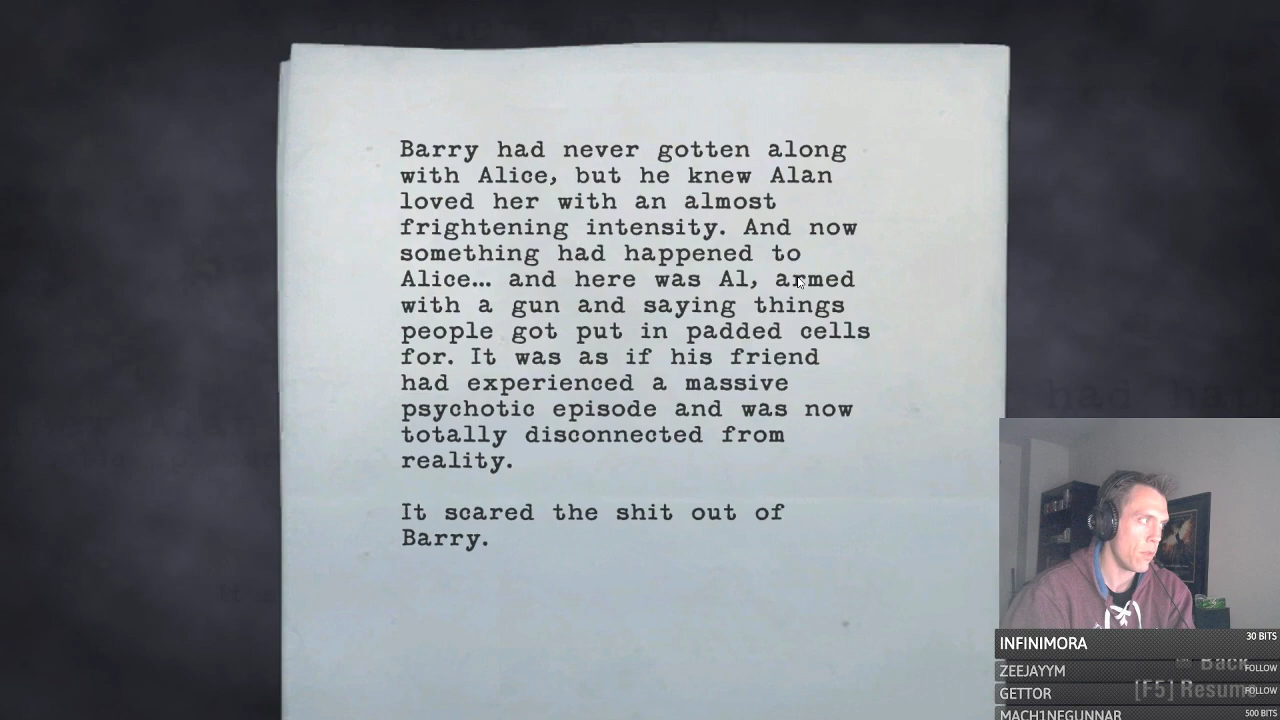 Barry had never gotten along
with Alice, but he knew Alan
loved her with an almost
frightening intensity. And now
something had happened to
Alice... and here was Al, armed
with a gun and saying things
people got put in padded cells
for. It was as if his friend
had experienced a massive
psychotic episode and was now
totally disconnected from
reality.
It scared the shit out of
Barry.
INFINIMORA 30 BITS
Back
ZEEJAYYM FOLLOW
GETTOR FOLLOW
[F5] Resume
MACH1NEGUNNAR 500 BITS